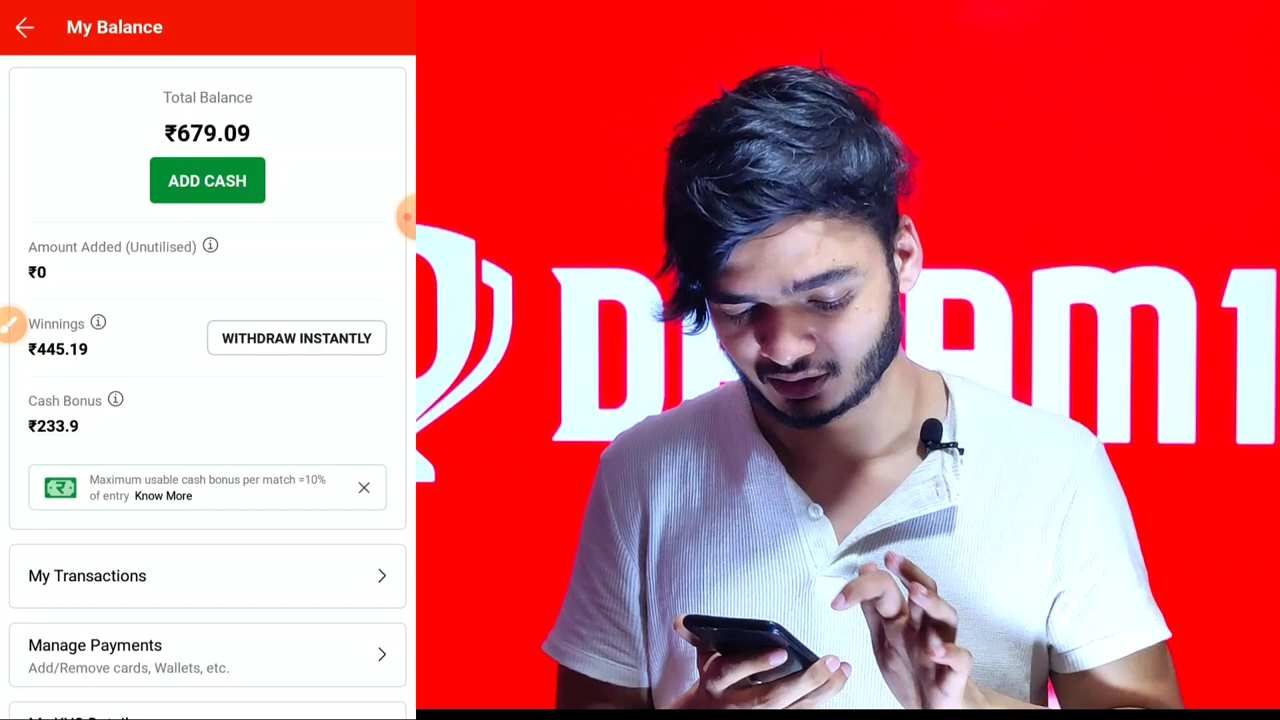 My Balance
Total Balance
₹679.09
ADD CASH
Amount Added (Unutilised)
₹0
Winnings
₹445.19
WITHDRAW INSTANTLY
Cash Bonus
₹233.9
Maximum usable cash bonus per match =10%
of entry Know More
My Transactions
Manage Payments
Add/Remove cards, Wallets, etc.